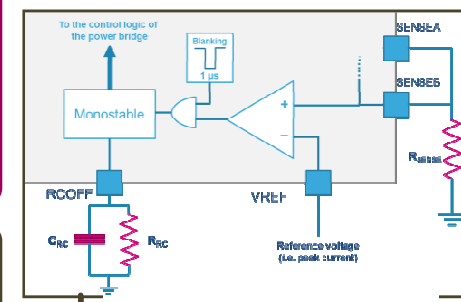 To the control logic of
the power bridge
SENSEA
Blanking
1 µs
SENSEB
Monostable
+
–
RSENSE
RCOFF
VREF
CRC
RRC
Reference voltage
(i.e. peak current)